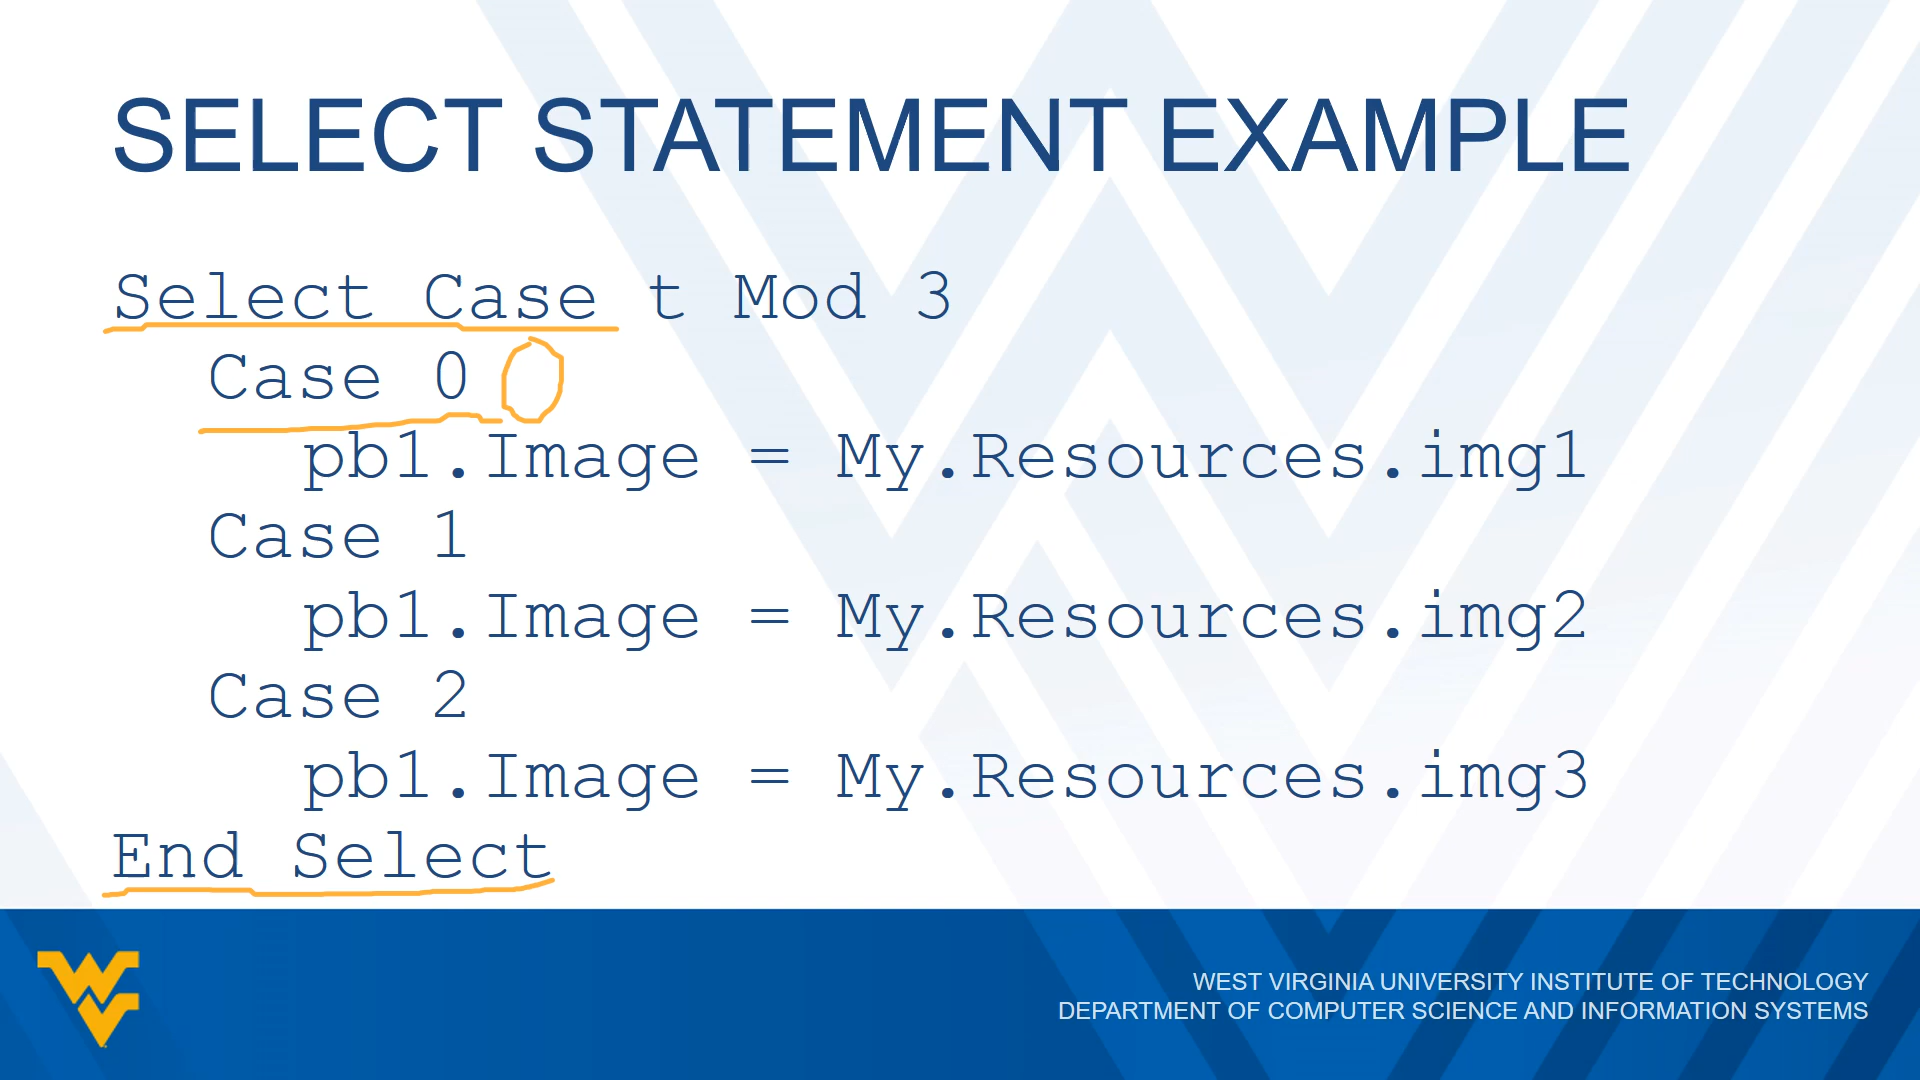 SELECT STATEMENT EXAMPLE
Select Case t Mod 3
Case 0
pb1.Image = My.Resources.img1
Case 1
pb1.Image = My.Resources.img2
Case 2
pb1.Image = My.Resources.img3
End Select
WEST VIRGINIA UNIVERSITY INSTITUTE OF TECHNOLOGY
DEPARTMENT OF COMPUTER SCIENCE AND INFORMATION SYSTEMS